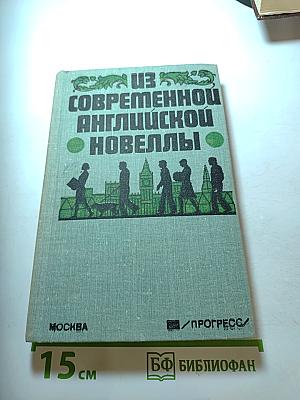 ИЗ
СОВРЕМЕННОЙ
АНГЛИЙСКОЙ
НОВЕЛЛЫ
МОСКВА
/ПРОГРЕСС/
15 СМ
БФ БИБЛИОФАН